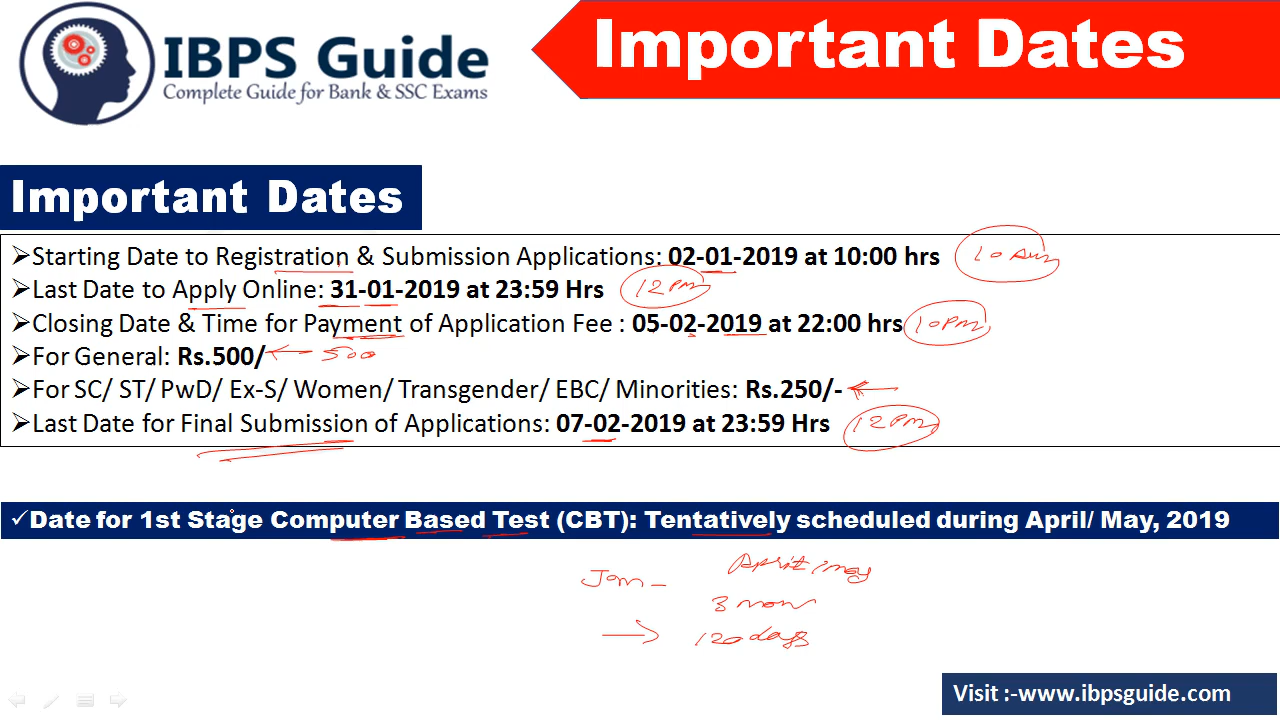 IBPS Guide
Complete Guide for Bank & SSC Exams
Important Dates
Important Dates
➢Starting Date to Registration & Submission Applications: 02-01-2019 at 10:00 hrs 10 Am
➢Last Date to Apply Online: 31-01-2019 at 23:59 Hrs 12 PM
➢Closing Date & Time for Payment of Application Fee : 05-02-2019 at 22:00 hrs 10 PM
➢For General: Rs.500/ 500
➢For SC/ ST/ PwD/ Ex-S/ Women/ Transgender/ EBC/ Minorities: Rs.250/-
➢Last Date for Final Submission of Applications: 07-02-2019 at 23:59 Hrs 12 PM
✓Date for 1st Stage Computer Based Test (CBT): Tentatively scheduled during April/ May, 2019
Jan – April / may
3 mon
120 days
Visit :-www.ibpsguide.com